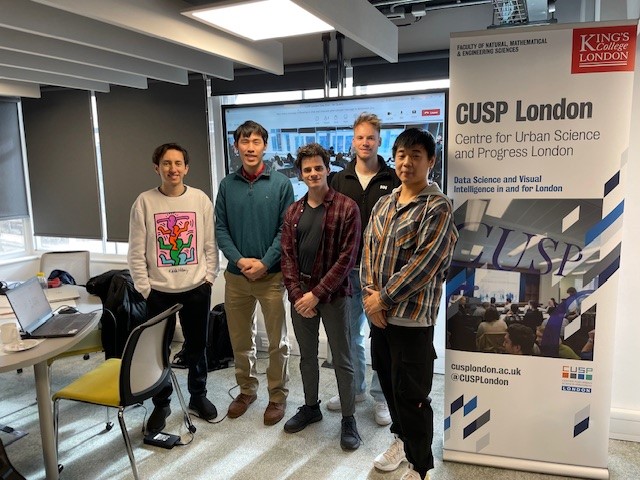 FACULTY OF NATURAL, MATHEMATICAL
& ENGINEERING SCIENCES
KING'S
College
LONDON
CUSP London
Centre for Urban Science
and Progress London
Data Science and Visual
Intelligence in and for London
CUSP
cusplondon.ac.uk
@CUSPLondon
CUSP
LONDON